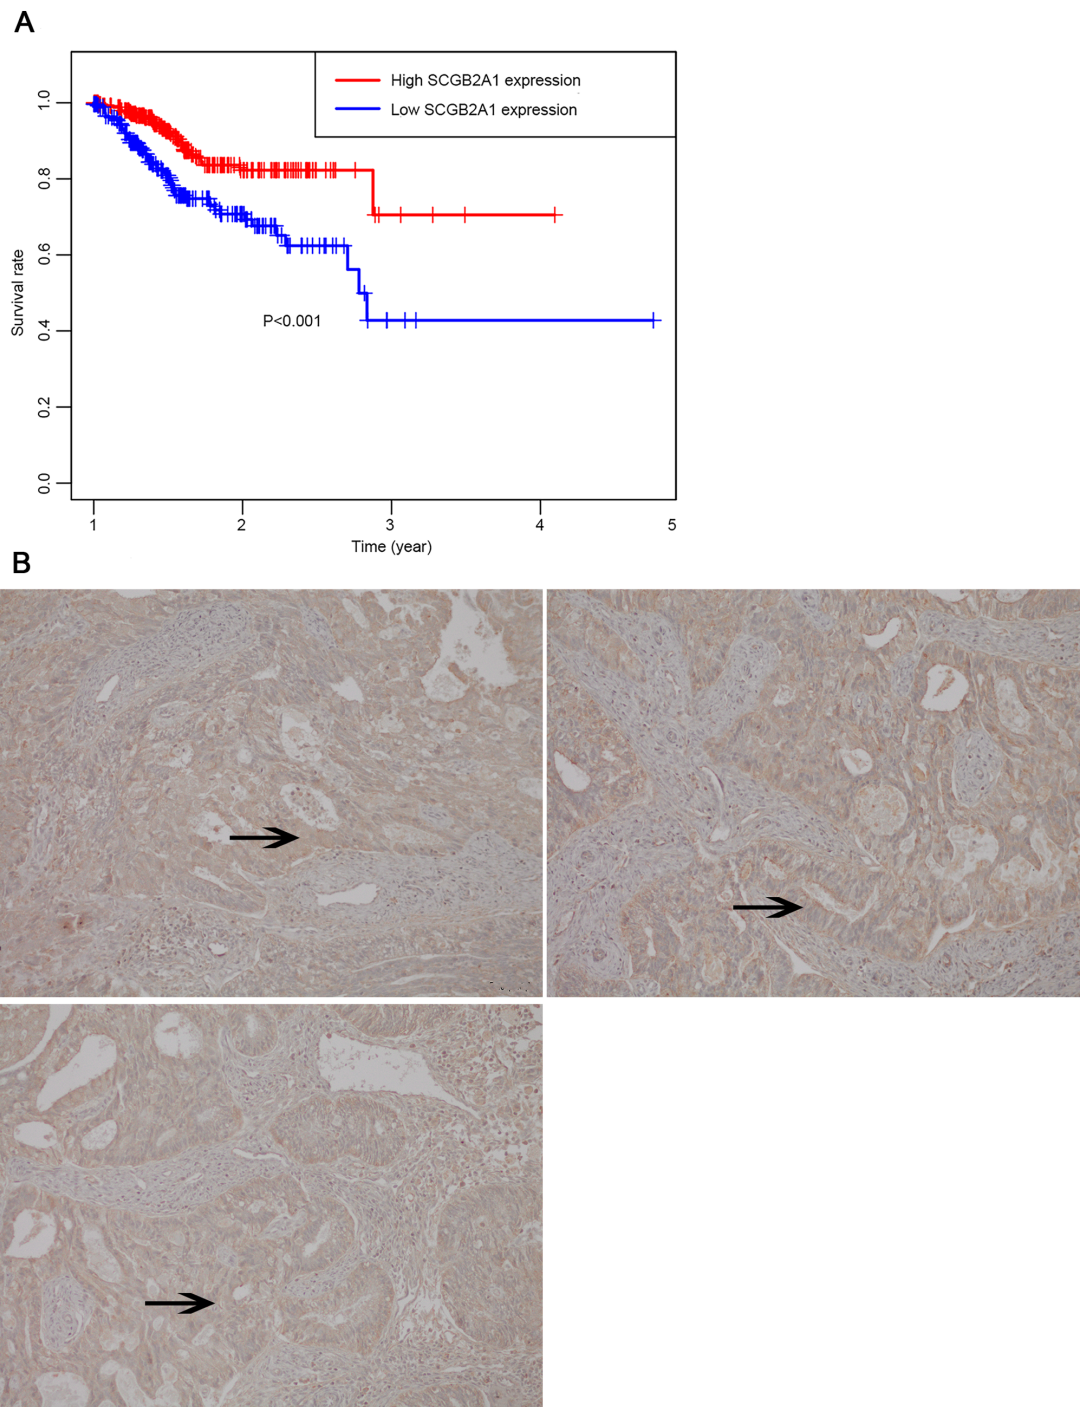 A
High SCGB2A1 expression
Low SCGB2A1 expression
1.0
0.8
0.6
0.4
0.2
0.0
Survival rate
P<0.001
1 2 3 4 5
Time (year)
B